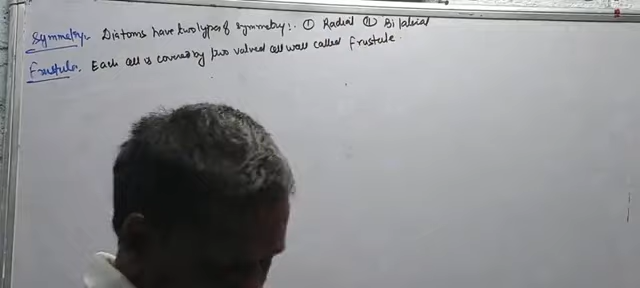 Symmetry:- Diatoms have two types of symmetry:. ① Radial ⑪ Bilateral
Frustule. Each cell is covered by two valved cell wall called Frustule.